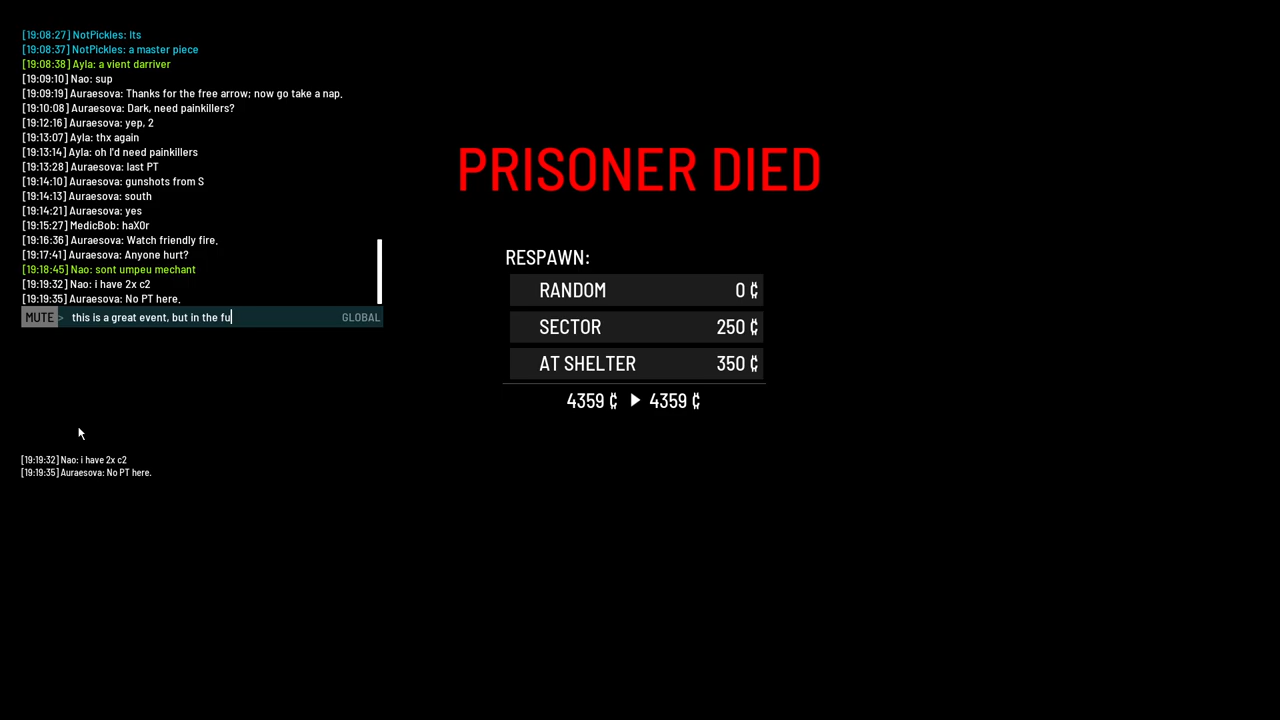 [19:08:27] NotPickles: Its
[19:08:37] NotPickles: a master piece
[19:08:38] Ayla: a vient darriver
[19:09:10] Nao: sup
[19:09:19] Auraesova: Thanks for the free arrow; now go take a nap.
[19:10:08] Auraesova: Dark, need painkillers?
[19:12:16] Auraesova: yep, 2
[19:13:07] Ayla: thx again
[19:13:14] Ayla: oh I'd need painkillers
[19:13:28] Auraesova: last PT
[19:14:10] Auraesova: gunshots from S
[19:14:13] Auraesova: south
[19:14:21] Auraesova: yes
[19:15:27] MedicBob: haX0r
[19:16:36] Auraesova: Watch friendly fire.
[19:17:41] Auraesova: Anyone hurt?
[19:18:45] Nao: sont umpeu mechant
[19:19:32] Nao: i have 2x c2
[19:19:35] Auraesova: No PT here.
MUTE > this is a great event, but in the fu GLOBAL
PRISONER DIED
RESPAWN:
RANDOM 0
SECTOR 250
AT SHELTER 350
4359 4359
[19:19:32] Nao: i have 2x c2
[19:19:35] Auraesova: No PT here.